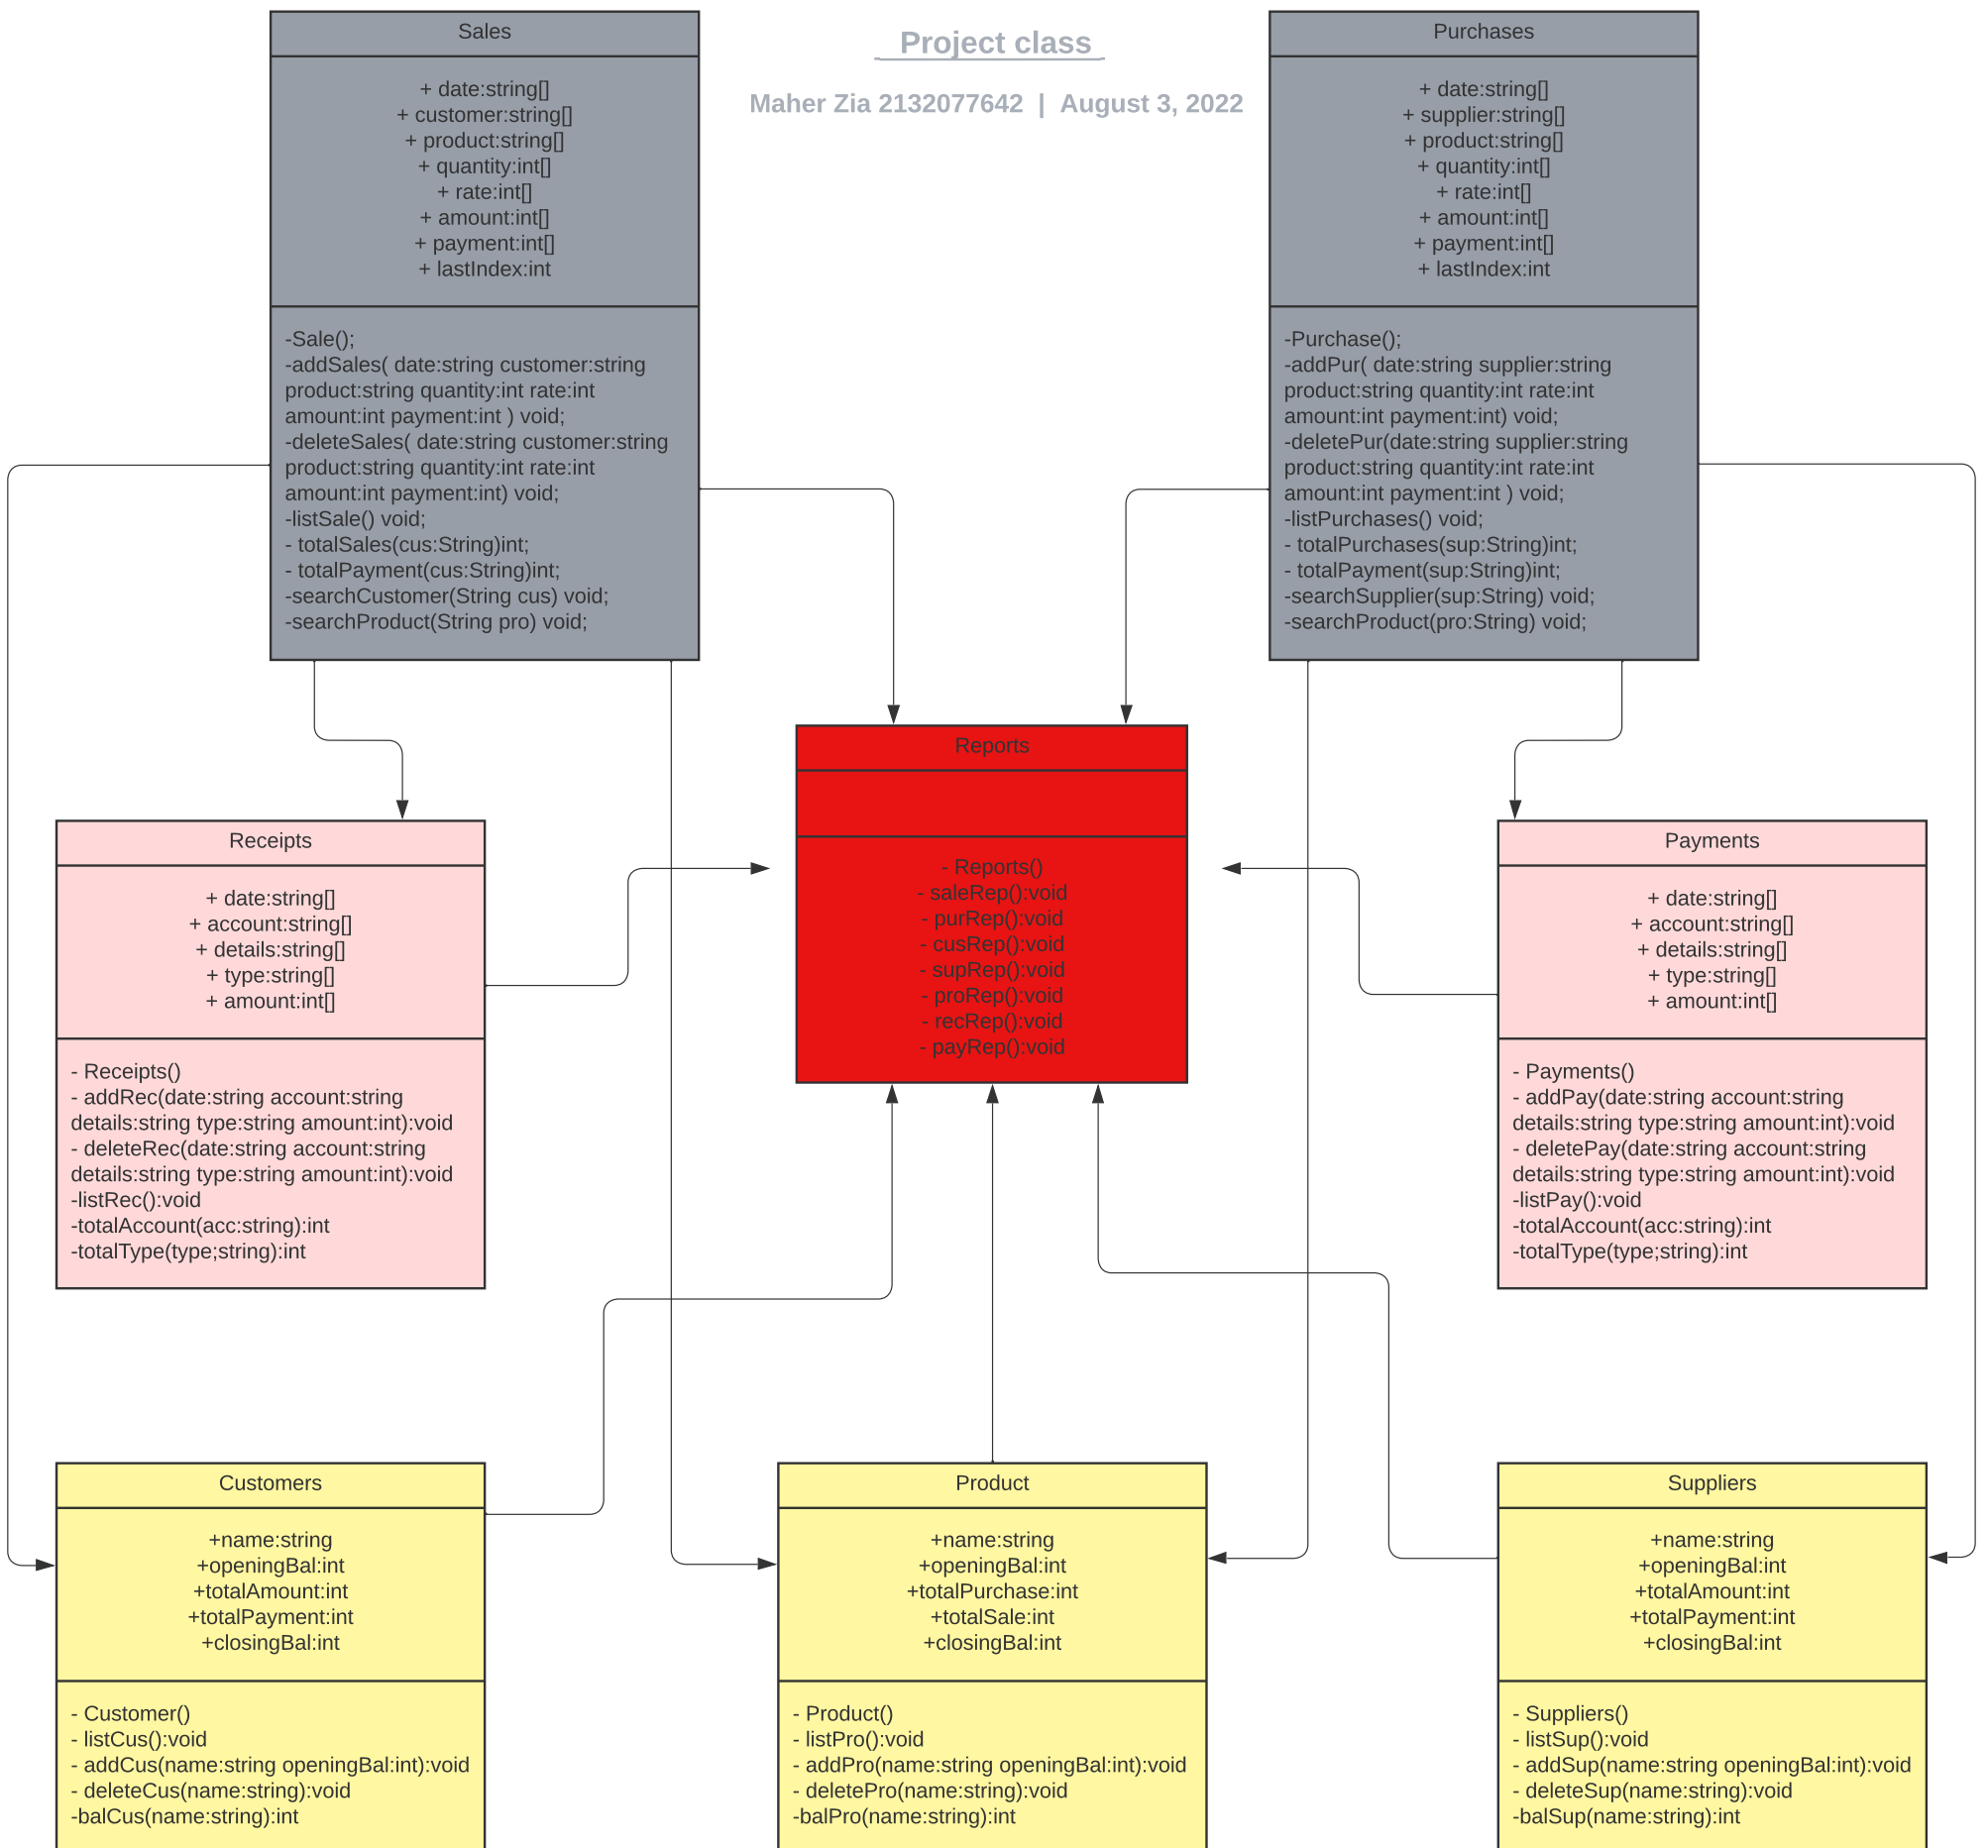 Project class
Maher Zia 2132077642 | August 3, 2022
Sales
+ date:string[]
+ customer:string[]
+ product:string[]
+ quantity:int[]
+ rate:int[]
+ amount:int[]
+ payment:int[]
+ lastIndex:int
-Sale();
-addSales( date:string customer:string
product:string quantity:int rate:int
amount:int payment:int ) void;
-deleteSales( date:string customer:string
product:string quantity:int rate:int
amount:int payment:int) void;
-listSale() void;
- totalSales(cus:String)int;
- totalPayment(cus:String)int;
-searchCustomer(String cus) void;
-searchProduct(String pro) void;
Purchases
+ date:string[]
+ supplier:string[]
+ product:string[]
+ quantity:int[]
+ rate:int[]
+ amount:int[]
+ payment:int[]
+ lastIndex:int
-Purchase();
-addPur( date:string supplier:string
product:string quantity:int rate:int
amount:int payment:int) void;
-deletePur(date:string supplier:string
product:string quantity:int rate:int
amount:int payment:int ) void;
-listPurchases() void;
- totalPurchases(sup:String)int;
- totalPayment(sup:String)int;
-searchSupplier(sup:String) void;
-searchProduct(pro:String) void;
Reports
- Reports()
- saleRep():void
- purRep():void
- cusRep():void
- supRep():void
- proRep():void
- recRep():void
- payRep():void
Receipts
+ date:string[]
+ account:string[]
+ details:string[]
+ type:string[]
+ amount:int[]
- Receipts()
- addRec(date:string account:string
details:string type:string amount:int):void
- deleteRec(date:string account:string
details:string type:string amount:int):void
-listRec():void
-totalAccount(acc:string):int
-totalType(type;string):int
Payments
+ date:string[]
+ account:string[]
+ details:string[]
+ type:string[]
+ amount:int[]
- Payments()
- addPay(date:string account:string
details:string type:string amount:int):void
- deletePay(date:string account:string
details:string type:string amount:int):void
-listPay():void
-totalAccount(acc:string):int
-totalType(type;string):int
Customers
+name:string
+openingBal:int
+totalAmount:int
+totalPayment:int
+closingBal:int
- Customer()
- listCus():void
- addCus(name:string openingBal:int):void
- deleteCus(name:string):void
-balCus(name:string):int
Product
+name:string
+openingBal:int
+totalPurchase:int
+totalSale:int
+closingBal:int
- Product()
- listPro():void
- addPro(name:string openingBal:int):void
- deletePro(name:string):void
-balPro(name:string):int
Suppliers
+name:string
+openingBal:int
+totalAmount:int
+totalPayment:int
+closingBal:int
- Suppliers()
- listSup():void
- addSup(name:string openingBal:int):void
- deleteSup(name:string):void
-balSup(name:string):int